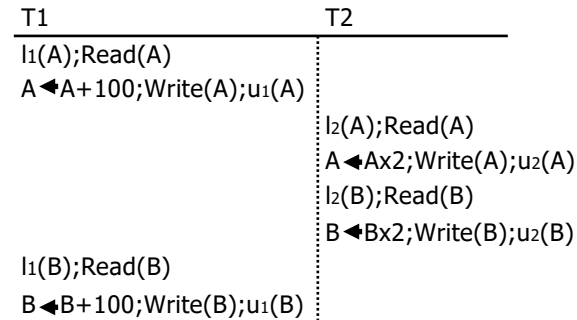 T1 T2
l1(A);Read(A)
A←A+100;Write(A);u1(A)
l2(A);Read(A)
A←Ax2;Write(A);u2(A)
l2(B);Read(B)
B←Bx2;Write(B);u2(B)
l1(B);Read(B)
B←B+100;Write(B);u1(B)